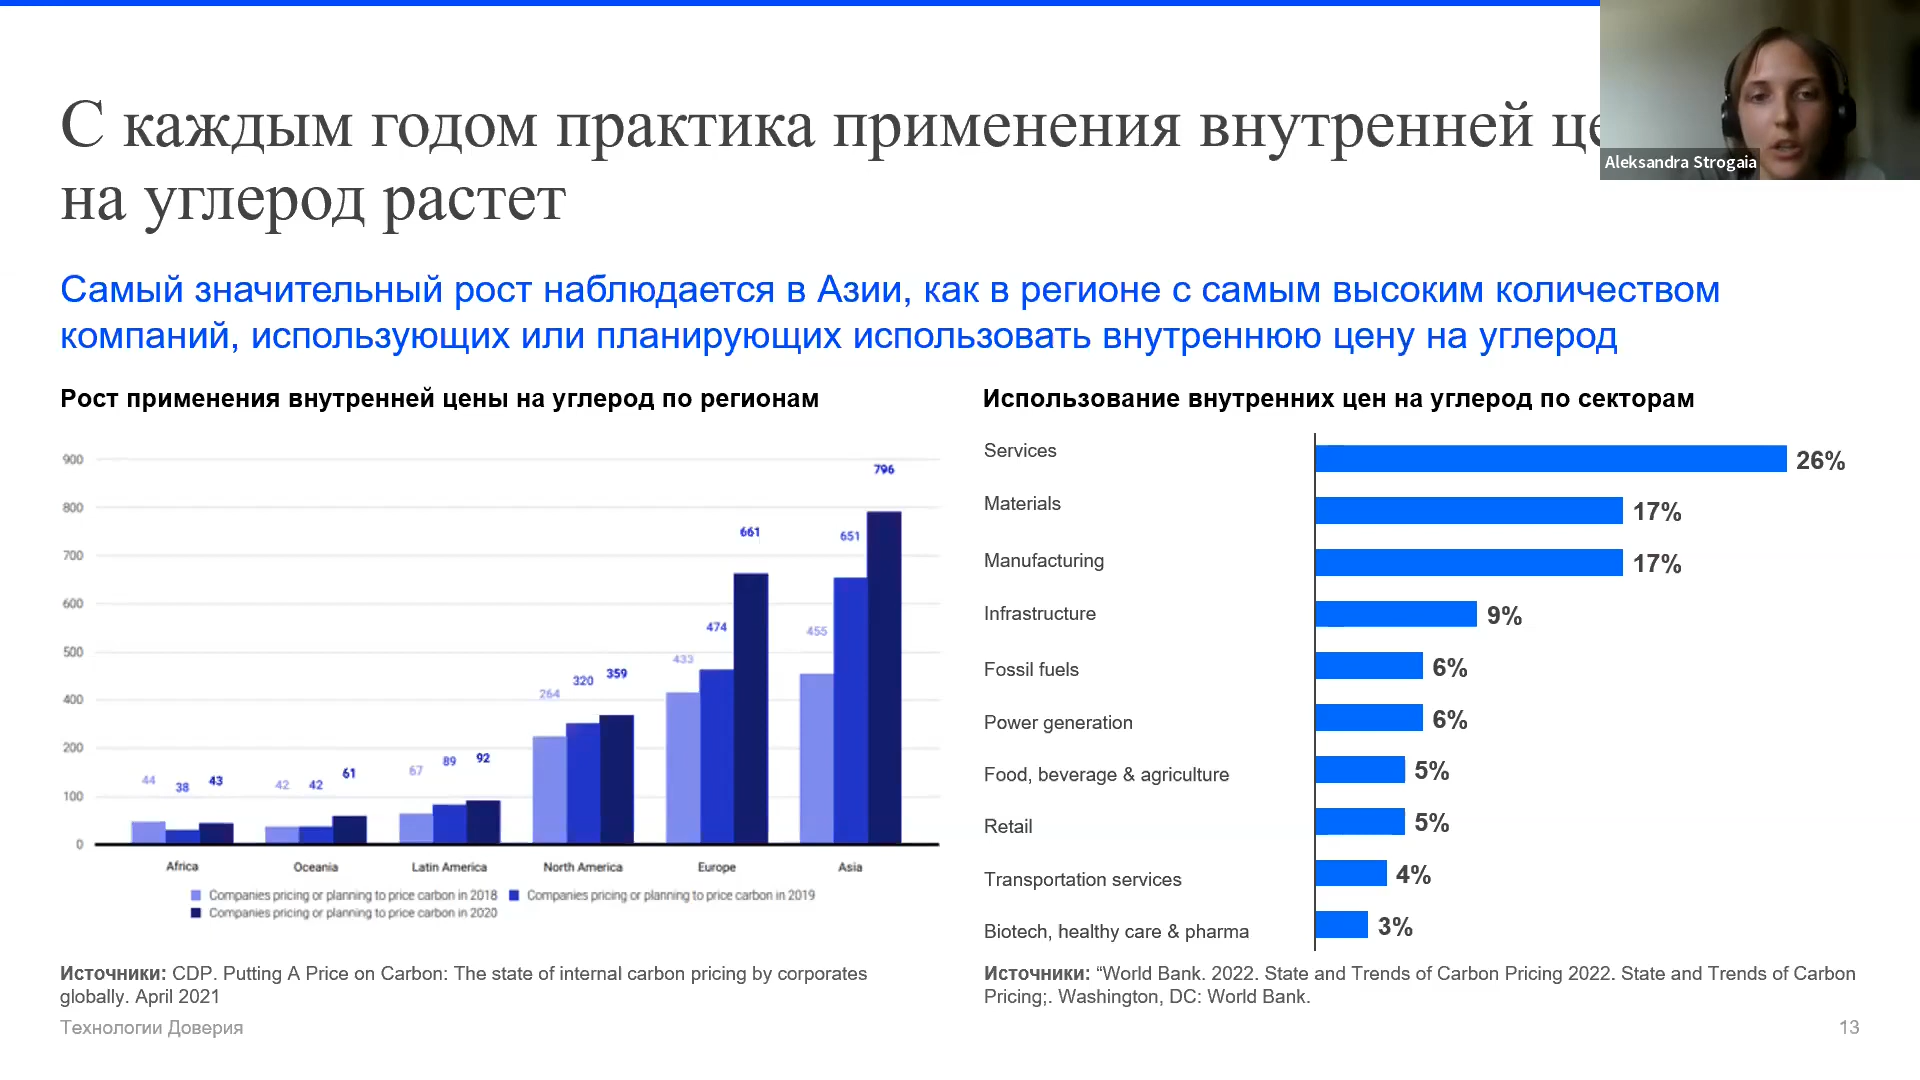 С каждым годом практика применения внутренней це
на углерод растет
Aleksandra Strogaia
Самый значительный рост наблюдается в Азии, как в регионе с самым высоким количеством
компаний, использующих или планирующих использовать внутреннюю цену на углерод
Рост применения внутренней цены на углерод по регионам
900
800
700
600
500
400
200
100
0
44
38
43
42
42
61
67
89
92
264
320
359
433
474
661
455
651
796
Africa
Oceania
Latin America
North America
Europe
Asia
Companies pricing or planning to price carbon in 2018
Companies pricing or planning to price carbon in 2019
Companies pricing or planning to price carbon in 2020
Источники: CDP. Putting A Price on Carbon: The state of internal carbon pricing by corporates
globally. April 2021
Использование внутренних цен на углерод по секторам
Services 26%
Materials 17%
Manufacturing 17%
Infrastructure 9%
Fossil fuels 6%
Power generation 6%
Food, beverage & agriculture 5%
Retail 5%
Transportation services 4%
Biotech, healthy care & pharma 3%
Источники: “World Bank. 2022. State and Trends of Carbon Pricing 2022. State and Trends of Carbon
Pricing;. Washington, DC: World Bank.
Технологии Доверия
13